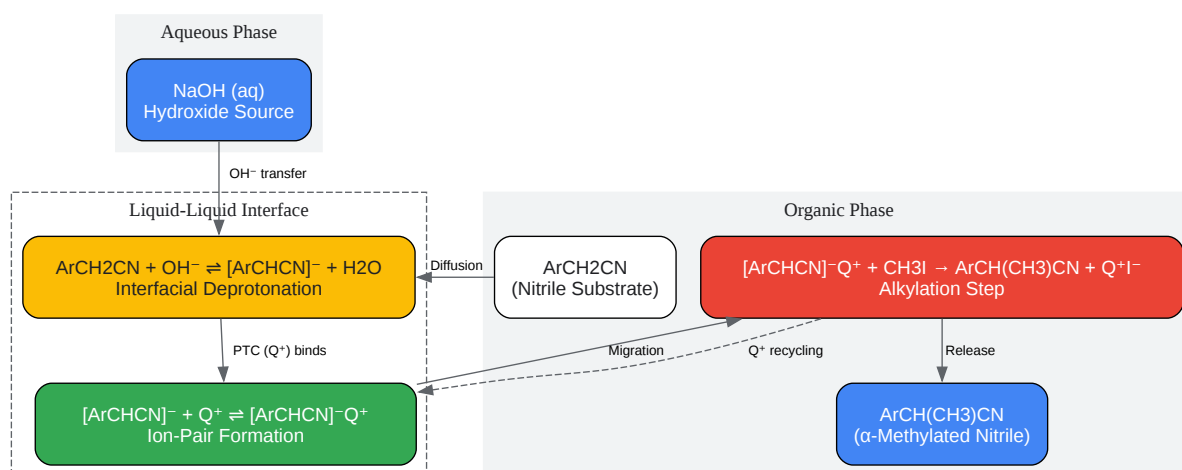 Aqueous Phase
NaOH (aq)
Hydroxide Source
OH⁻ transfer
Liquid-Liquid Interface
Organic Phase
ArCH2CN + OH⁻ ⇌ [ArCHCN]⁻ + H2O
Interfacial Deprotonation
Diffusion
ArCH2CN
(Nitrile Substrate)
[ArCHCN]⁻Q⁺ + CH3I → ArCH(CH3)CN + Q⁺I⁻
Alkylation Step
PTC (Q⁺) binds
Migration
Q⁺ recycling
Release
[ArCHCN]⁻ + Q⁺ ⇌ [ArCHCN]⁻Q⁺
Ion-Pair Formation
ArCH(CH3)CN
(α-Methylated Nitrile)